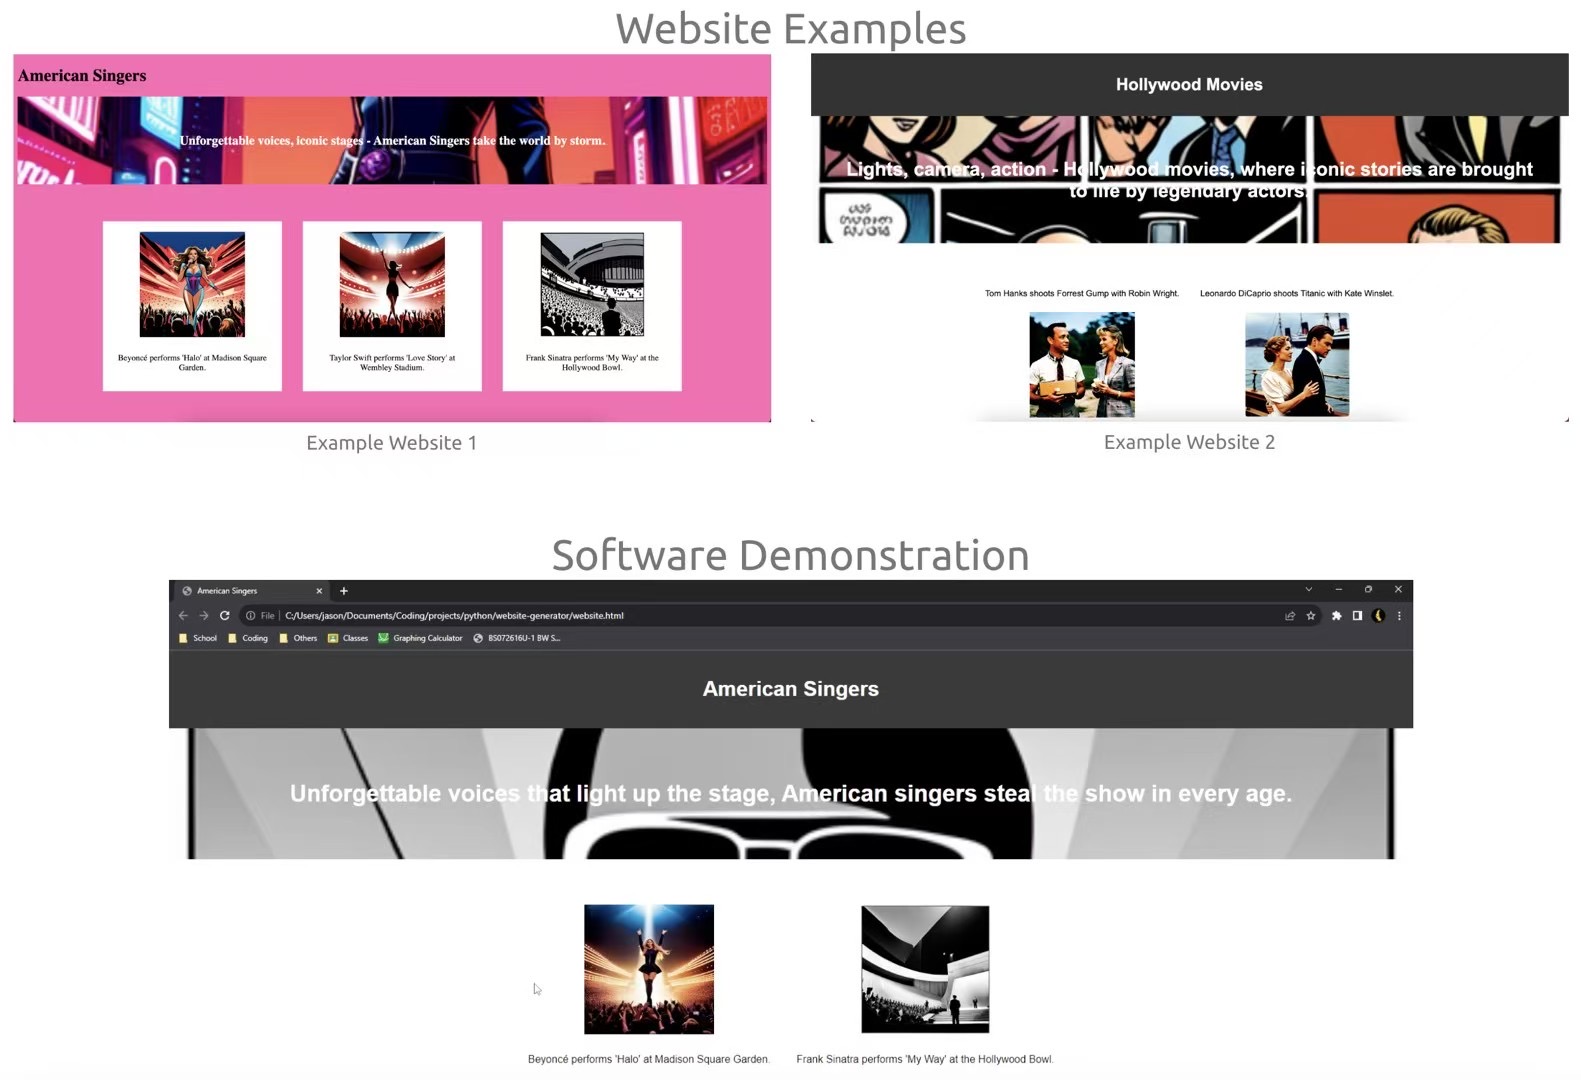 Website Examples
American Singers
Unforgettable voices, iconic stages - American Singers take the world by storm.
Beyoncé performs 'Halo' at Madison Square
Garden.
Taylor Swift performs 'Love Story' at
Wembley Stadium.
Frank Sinatra performs 'My Way' at the
Hollywood Bowl.
Example Website 1
Hollywood Movies
Lights, camera, action - Hollywood movies, where iconic stories are brought
to life by legendary actors.
Tom Hanks shoots Forrest Gump with Robin Wright.
Leonardo DiCaprio shoots Titanic with Kate Winslet.
Example Website 2
Software Demonstration
American Singers
File | C:/Users/jason/Documents/Coding/projects/python/website-generator/website.html
School Coding Others Classes Graphing Calculator BS072616U-1 BW S...
American Singers
Unforgettable voices that light up the stage, American singers steal the show in every age.
Beyoncé performs 'Halo' at Madison Square Garden.
Frank Sinatra performs 'My Way' at the Hollywood Bowl.